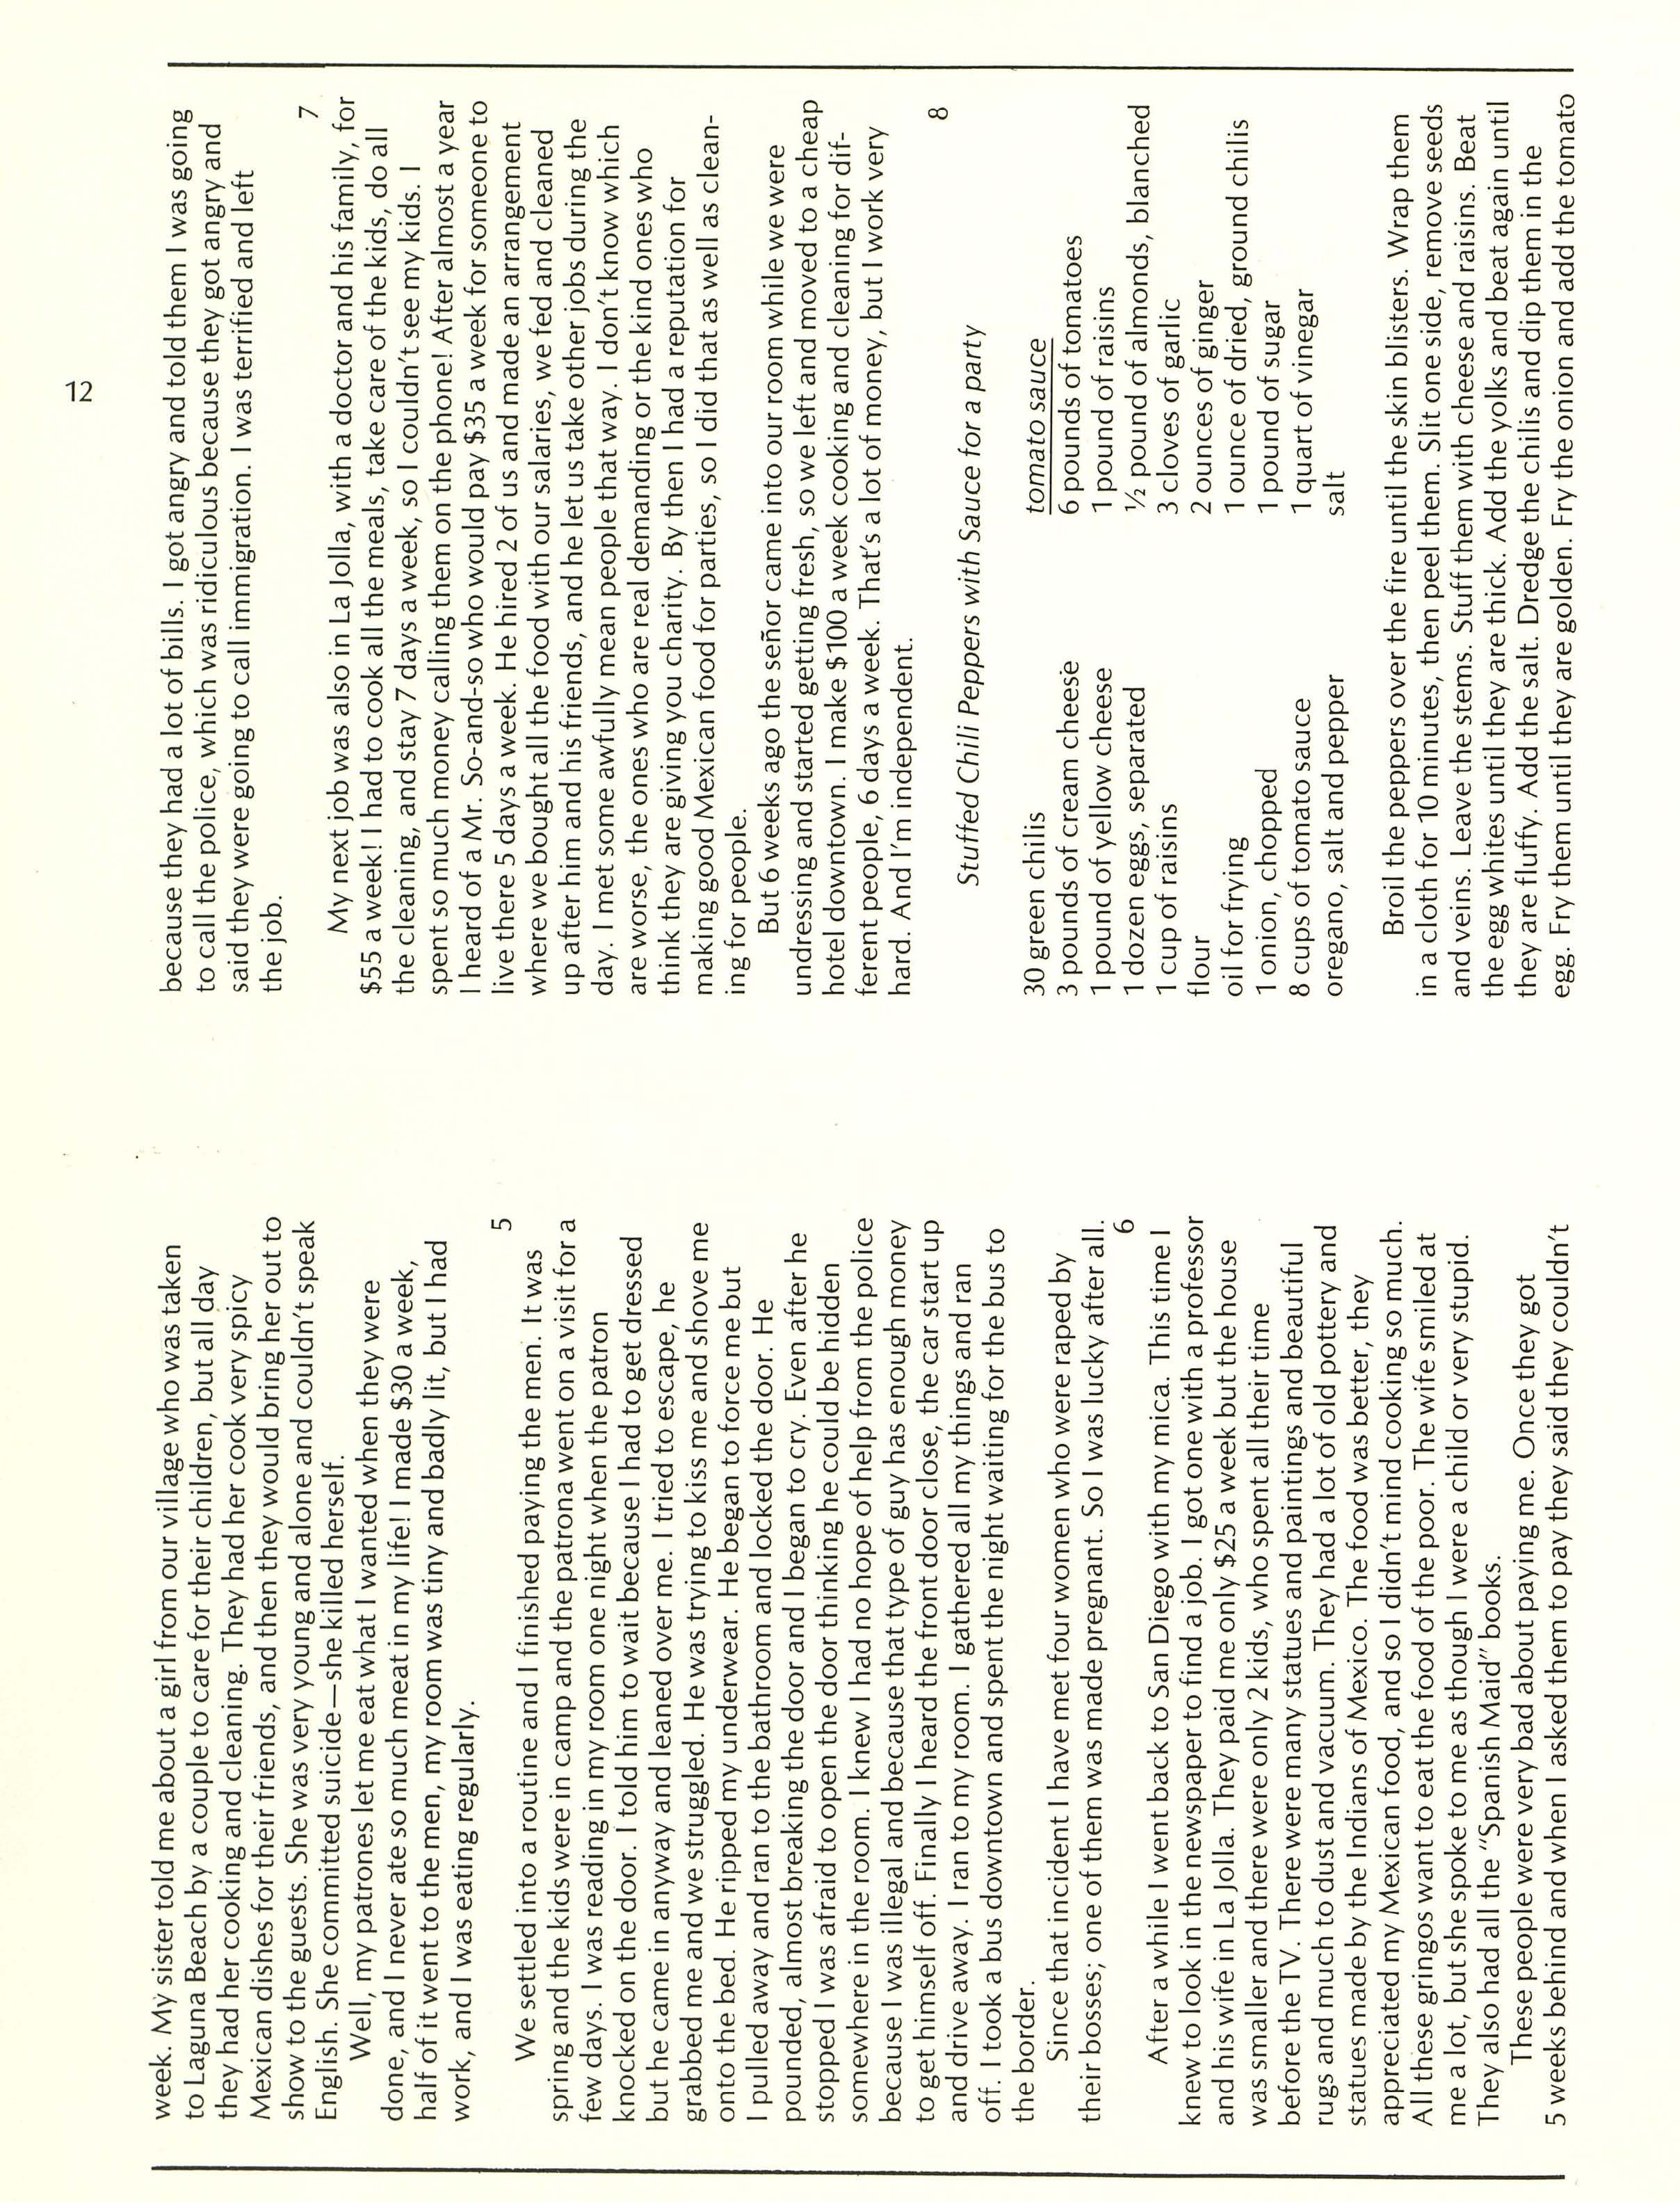 week. My sister told me about a girl from our village who was taken
to Laguna Beach by a couple to care for their children, but all day
they had her cooking and cleaning. They had her cook very spicy
Mexican dishes for their friends, and then they would bring her out to
show to the guests. She was very young and alone and couldn't speak
English. She committed suicide—she killed herself.
Well, my patrones let me eat what I wanted when they were
done, and I never ate so much meat in my life! I made $30 a week,
half of it went to the men, my room was tiny and badly lit, but I had
work, and I was eating regularly.
5
We settled into a routine and I finished paying the men. It was
spring and the kids were in camp and the patrona went on a visit for a
few days. I was reading in my room one night when the patron
knocked on the door. I told him to wait because I had to get dressed
but he came in anyway and leaned over me. I tried to escape, he
grabbed me and we struggled. He was trying to kiss me and shove me
onto the bed. He ripped my underwear. He began to force me but
I pulled away and ran to the bathroom and locked the door. He
pounded, almost breaking the door and I began to cry. Even after he
stopped I was afraid to open the door thinking he could be hidden
somewhere in the room. I knew I had no hope of help from the police
because I was illegal and because that type of guy has enough money
to get himself off. Finally I heard the front door close, the car start up
and drive away. I ran to my room. I gathered all my things and ran
off. I took a bus downtown and spent the night waiting for the bus to
the border.
Since that incident I have met four women who were raped by
their bosses; one of them was made pregnant. So I was lucky after all.
6
After a while I went back to San Diego with my mica. This time I
knew to look in the newspaper to find a job. I got one with a professor
and his wife in La Jolla. They paid me only $25 a week but the house
was smaller and there were only 2 kids, who spent all their time
before the TV. There were many statues and paintings and beautiful
rugs and much to dust and vacuum. They had a lot of old pottery and
statues made by the Indians of Mexico. The food was better, they
appreciated my Mexican food, and so I didn't mind cooking so much.
All these gringos want to eat the food of the poor. The wife smiled at
me a lot, but she spoke to me as though I were a child or very stupid.
They also had all the "Spanish Maid" books.
These people were very bad about paying me. Once they got
5 weeks behind and when I asked them to pay they said they couldn't
12
because they had a lot of bills. I got angry and told them I was going
to call the police, which was ridiculous because they got angry and
said they were going to call immigration. I was terrified and left
the job.
7
My next job was also in La Jolla, with a doctor and his family, for
$55 a week! I had to cook all the meals, take care of the kids, do all
the cleaning, and stay 7 days a week, so I couldn't see my kids. I
spent so much money calling them on the phone! After almost a year
I heard of a Mr. So-and-so who would pay $35 a week for someone to
live there 5 days a week. He hired 2 of us and made an arrangement
where we bought all the food with our salaries, we fed and cleaned
up after him and his friends, and he let us take other jobs during the
day. I met some awfully mean people that way. I don't know which
are worse, the ones who are real demanding or the kind ones who
think they are giving you charity. By then I had a reputation for
making good Mexican food for parties, so I did that as well as clean-
ing for people.
But 6 weeks ago the señor came into our room while we were
undressing and started getting fresh, so we left and moved to a cheap
hotel downtown. I make $100 a week cooking and cleaning for dif-
ferent people, 6 days a week. That's a lot of money, but I work very
hard. And I'm independent.
8
Stuffed Chili Peppers with Sauce for a party
30 green chilis
3 pounds of cream cheese
1 pound of yellow cheese
1 dozen eggs, separated
1 cup of raisins
flour
oil for frying
1 onion, chopped
8 cups of tomato sauce
oregano, salt and pepper
tomato sauce
6 pounds of tomatoes
1 pound of raisins
½ pound of almonds, blanched
3 cloves of garlic
2 ounces of ginger
1 ounce of dried, ground chilis
1 pound of sugar
1 quart of vinegar
salt
Broil the peppers over the fire until the skin blisters. Wrap them
in a cloth for 10 minutes, then peel them. Slit one side, remove seeds
and veins. Leave the stems. Stuff them with cheese and raisins. Beat
the egg whites until they are thick. Add the yolks and beat again until
they are fluffy. Add the salt. Dredge the chilis and dip them in the
egg. Fry them until they are golden. Fry the onion and add the tomato